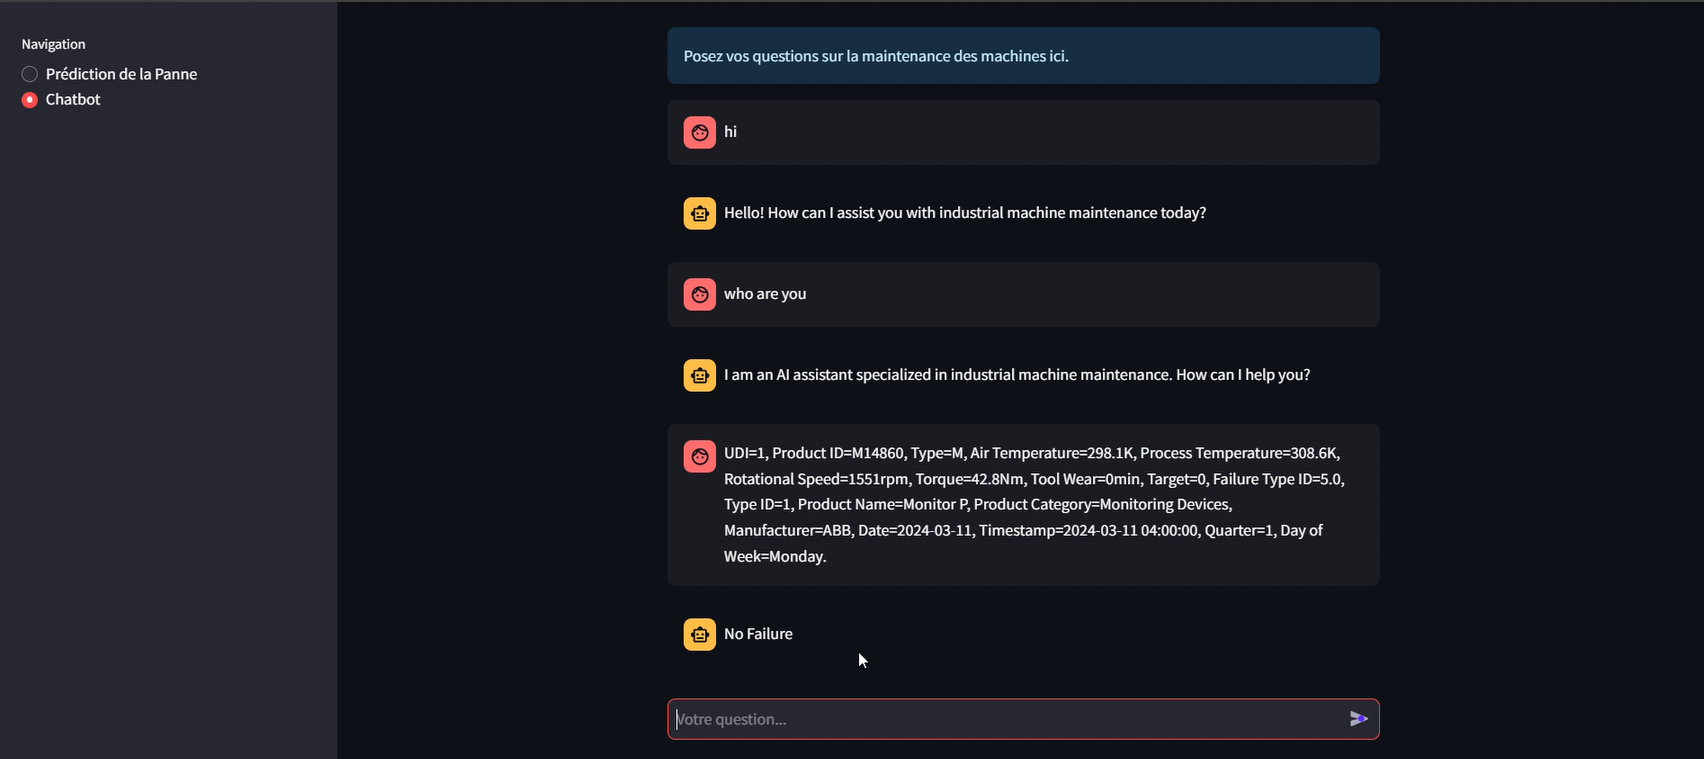 Navigation
Prédiction de la Panne
Chatbot
Posez vos questions sur la maintenance des machines ici.
hi
Hello! How can I assist you with industrial machine maintenance today?
who are you
I am an AI assistant specialized in industrial machine maintenance. How can I help you?
UDI=1, Product ID=M14860, Type=M, Air Temperature=298.1K, Process Temperature=308.6K,
Rotational Speed=1551rpm, Torque=42.8Nm, Tool Wear=0min, Target=0, Failure Type ID=5.0,
Type ID=1, Product Name=Monitor P, Product Category=Monitoring Devices,
Manufacturer=ABB, Date=2024-03-11, Timestamp=2024-03-11 04:00:00, Quarter=1, Day of
Week=Monday.
No Failure
Votre question...